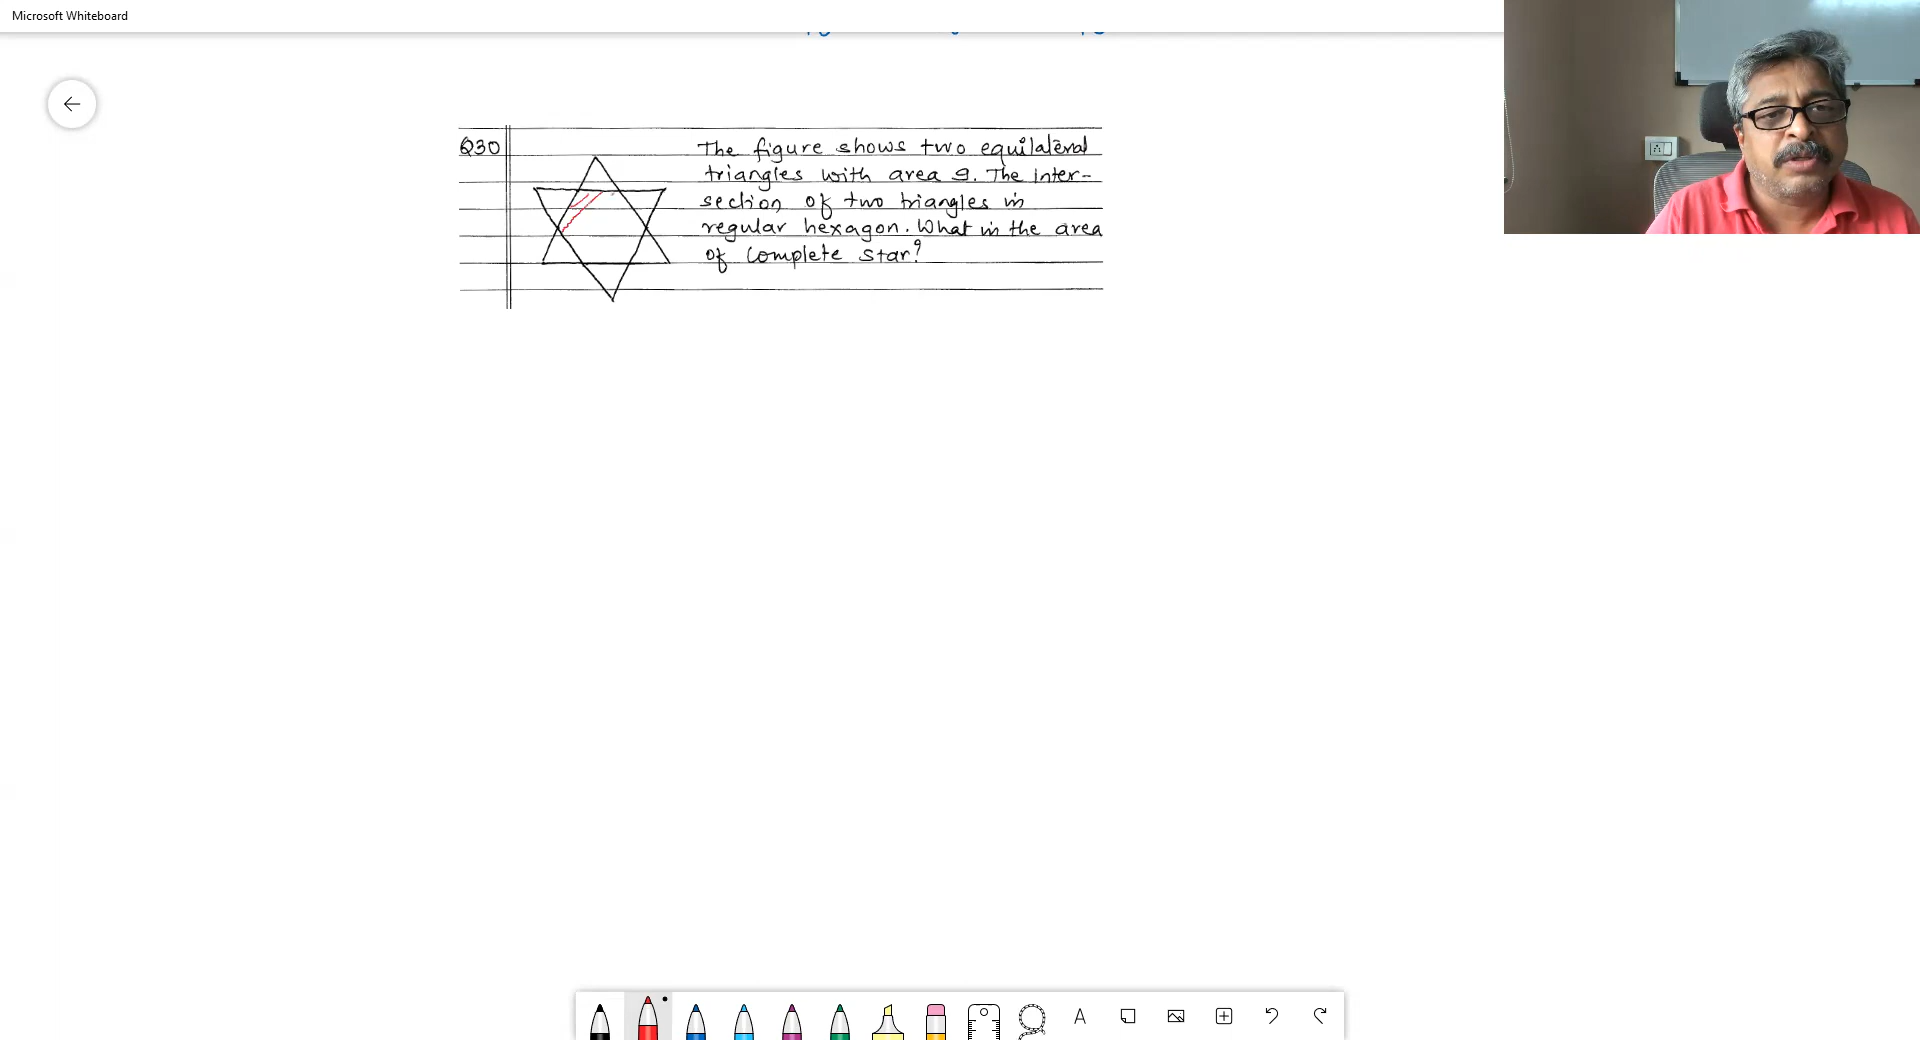 Microsoft Whiteboard
Q30
The figure shows two equilateral
triangles with area 9. The Inter-
section of two triangles is
regular hexagon. What is the area
of complete star?
A